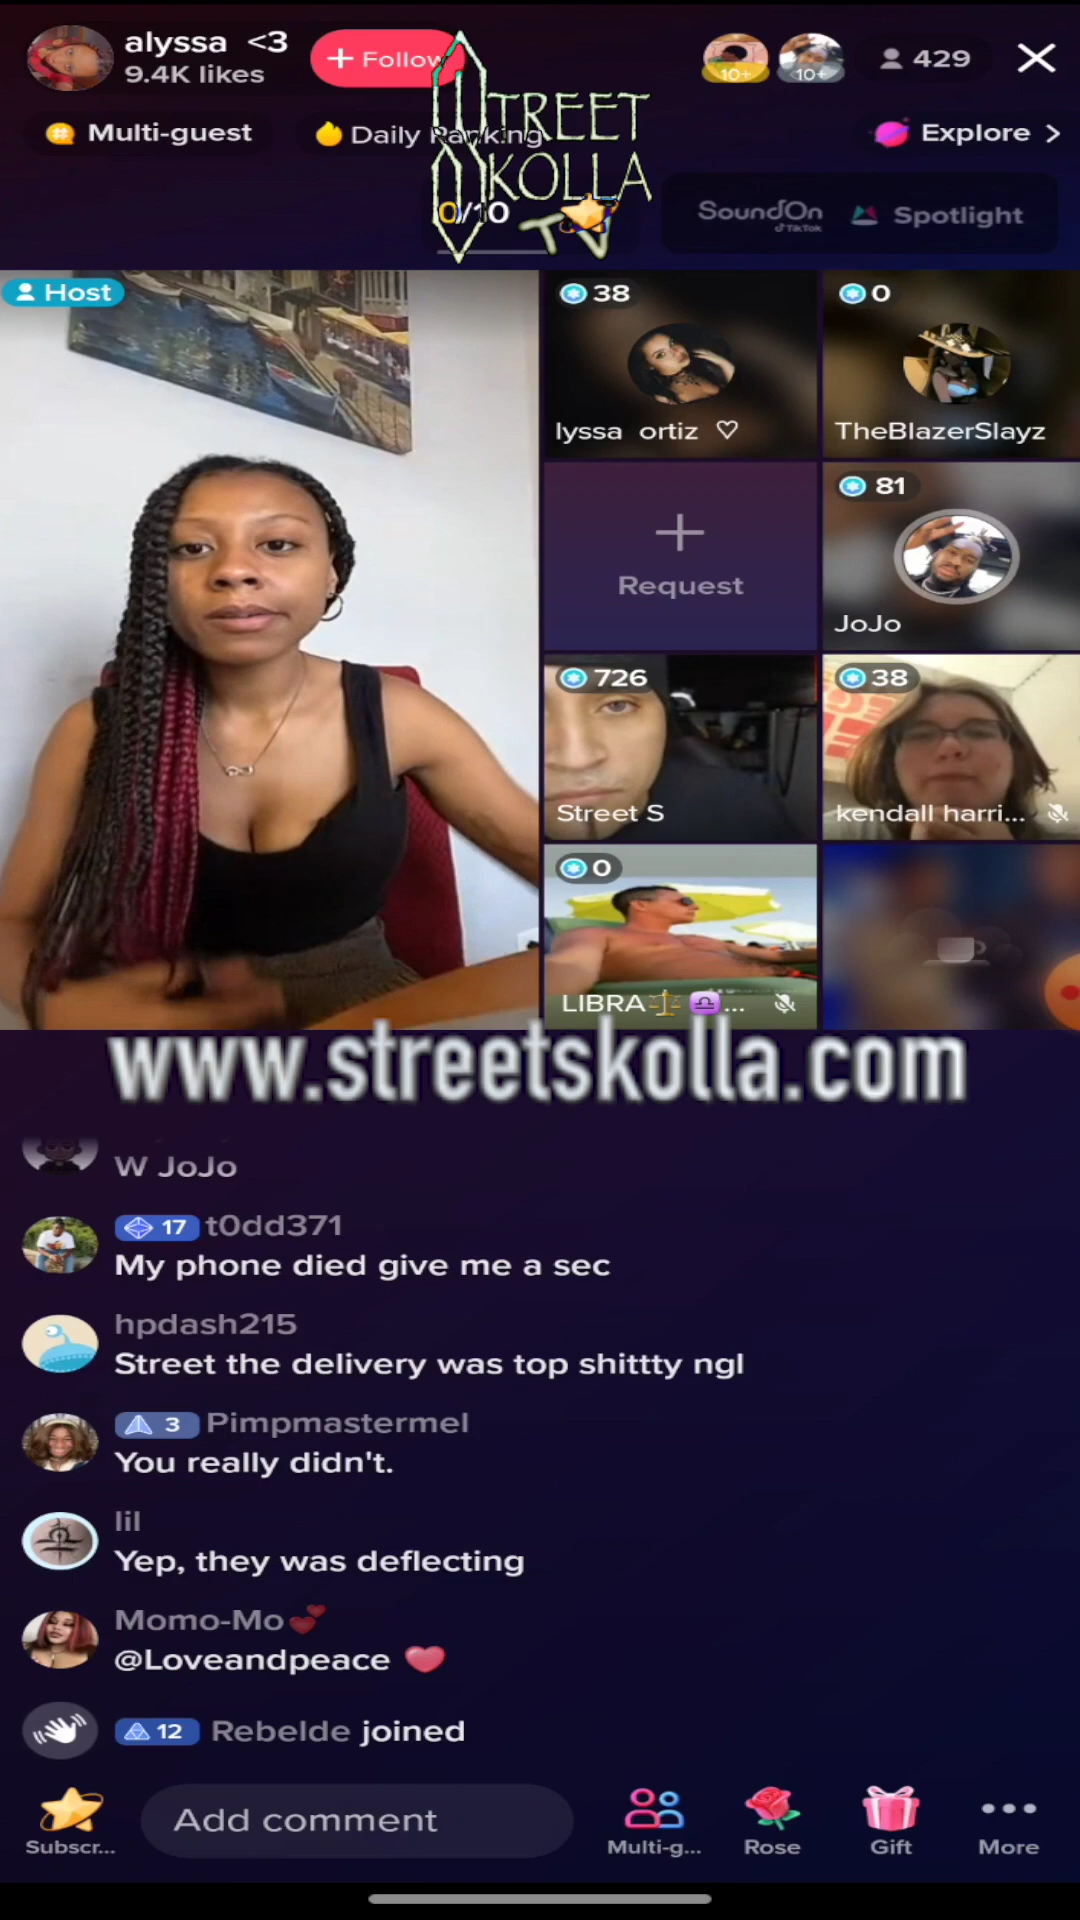 alyssa <3
9.4K likes
+ Follow
10+
10+
429
Multi-guest
Daily Ranking
Explore >
STREET
SKOLLA
TV
0/10
SoundOn
TikTok
Spotlight
Host
38
lyssa ortiz ♡
0
TheBlazerSlayz
Request
81
JoJo
726
Street S
38
kendall harri...
0
LIBRA⚖️♎...
www.streetskolla.com
W JoJo
17 t0dd371
My phone died give me a sec
hpdash215
Street the delivery was top shittty ngl
3 Pimpmastermel
You really didn't.
lil
Yep, they was deflecting
Momo-Mo💕
@Loveandpeace ❤️
12 Rebelde joined
Subscr...
Add comment
Multi-g...
Rose
Gift
More